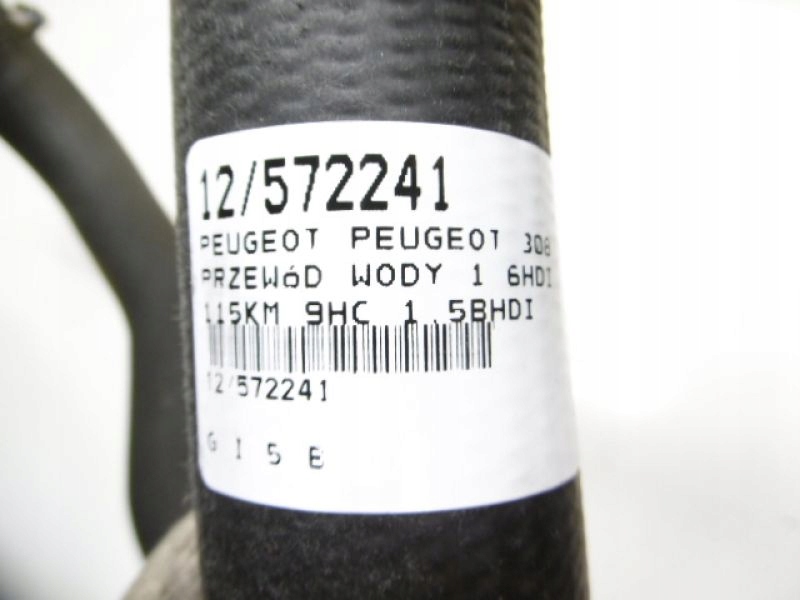 12/572241
PEUGEOT PEUGEOT 308
PRZEWóD WODY 1 6HDI
115KM 9HC 1.5BHDI
12/572241
G I 5 B